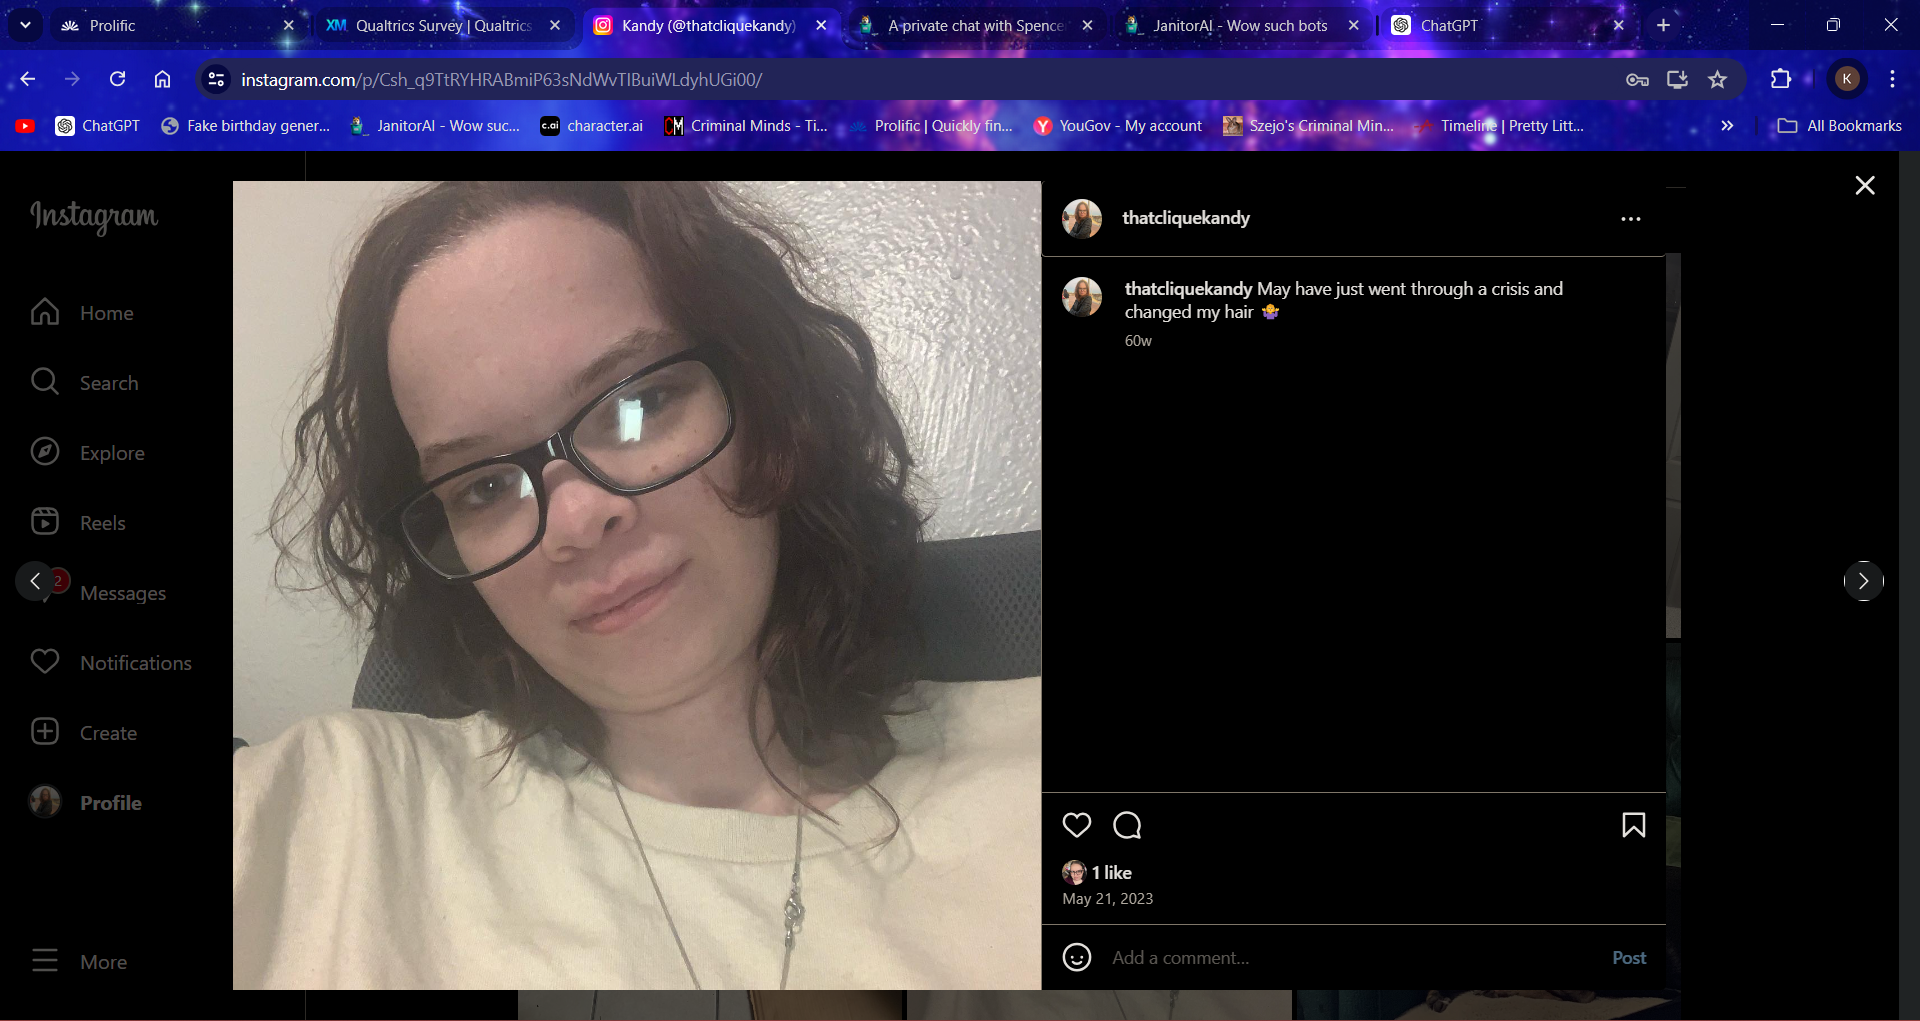 Prolific
XM Qualtrics Survey | Qualtrics
Kandy (@thatcliquekandy)
A private chat with Spencer
JanitorAI - Wow such bots
ChatGPT
instagram.com/p/Csh_q9TtRYHRABmiP63sNdWvTIBuiWLdyhUGi00/
K
ChatGPT
Fake birthday gener...
JanitorAI - Wow suc...
c.ai character.ai
CM Criminal Minds - Ti...
Prolific | Quickly fin...
Y YouGov - My account
Szejo's Criminal Min...
Timeline | Pretty Litt...
All Bookmarks
Instagram
Home
Search
Explore
Reels
2
Messages
Notifications
Create
Profile
More
thatcliquekandy
thatcliquekandy May have just went through a crisis and
changed my hair 🤷‍♀️
60w
1 like
May 21, 2023
Add a comment...
Post